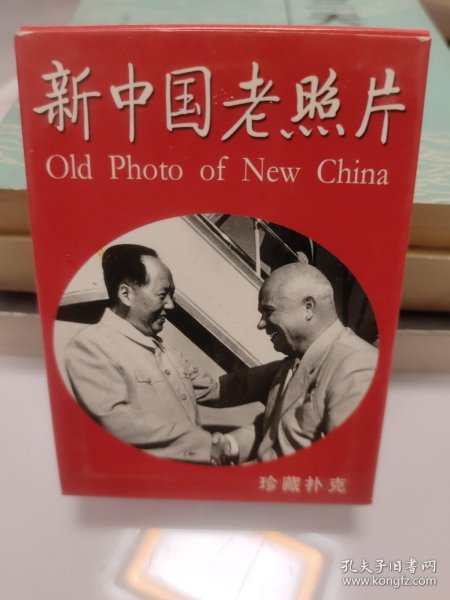 新中国老照片
Old Photo of New China
珍藏扑克
孔夫子旧书网
www.kongfz.com